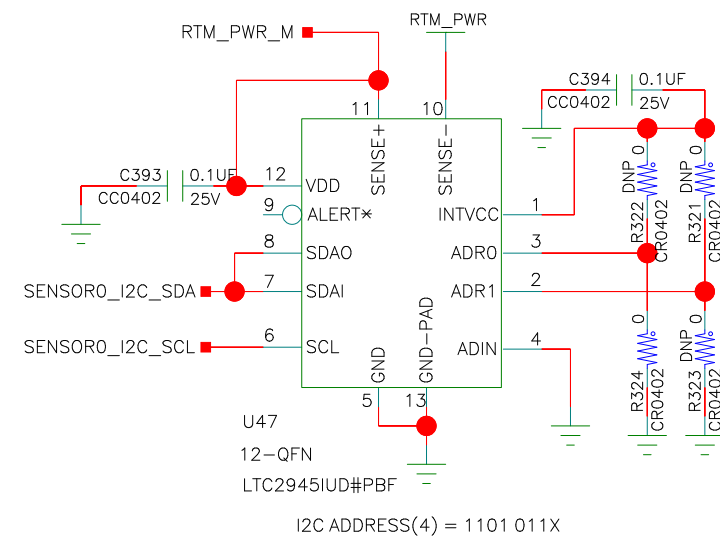 RTM_PWR_M
RTM_PWR
C394
0.1UF
CC0402
25V
11
10
SENSE+
SENSE-
C393
0.1UF
CC0402
25V
12
VDD
9
ALERT*
INTVCC
1
8
SDAO
ADR0
3
SENSOR0_I2C_SDA
7
SDAI
ADR1
2
SENSOR0_I2C_SCL
6
SCL
ADIN
4
GND
GND-PAD
5
13
DNP
0
R322
CR0402
DNP
0
R321
CR0402
0
R324
CR0402
DNP
0
R323
CR0402
U47
12-QFN
LTC2945IUD#PBF
I2C ADDRESS(4) = 1101 011X